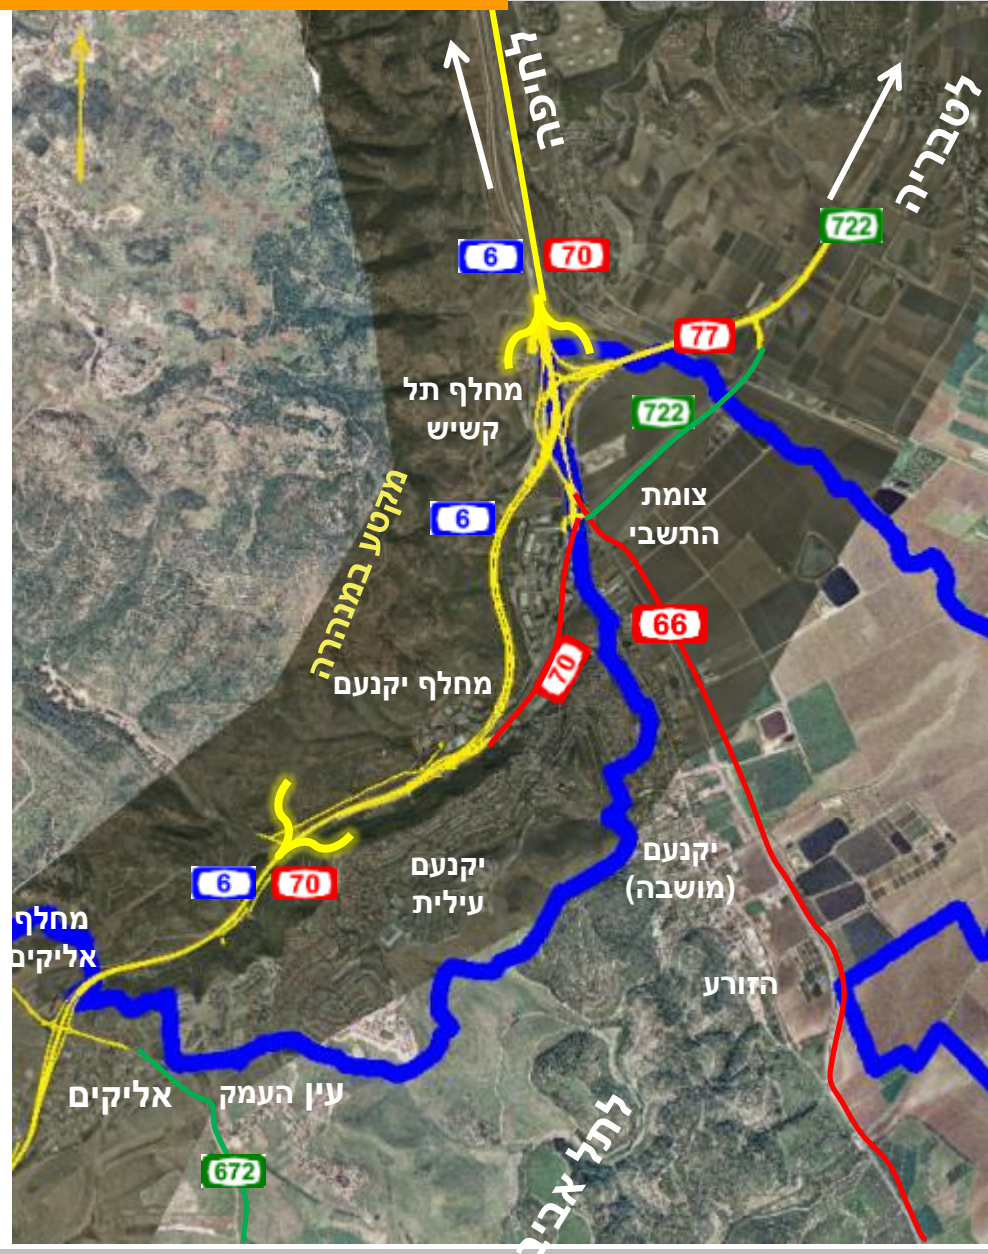 לחיפה
לטבריה
722
6
70
77
מחלף תל
קשיש
722
צומת
התשבי
6
מקטע במנהרה
66
70
מחלף יקנעם
יקנעם
(מושבה)
יקנעם
עילית
6
70
מחלף
אליקים
הזורע
אליקים
עין העמק
לתל אביב
672